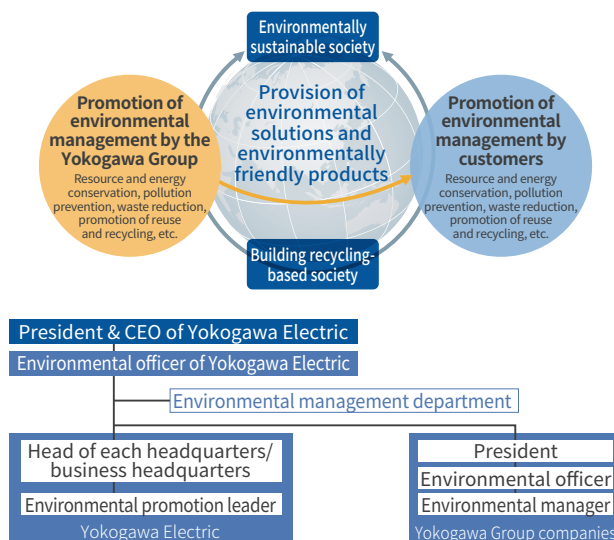 Environmentally
sustainable society
Promotion of
environmental
management by the
Yokogawa Group
Resource and energy
conservation, pollution
prevention, waste reduction,
promotion of reuse
and recycling, etc.
Provision of
environmental
solutions and
environmentally
friendly products
Promotion of
environmental
management by
customers
Resource and energy
conservation, pollution
prevention, waste reduction,
promotion of reuse
and recycling, etc.
Building recycling-
based society
President & CEO of Yokogawa Electric
Environmental officer of Yokogawa Electric
Environmental management department
Head of each headquarters/
business headquarters
Environmental promotion leader
Yokogawa Electric
President
Environmental officer
Environmental manager
Yokogawa Group companies